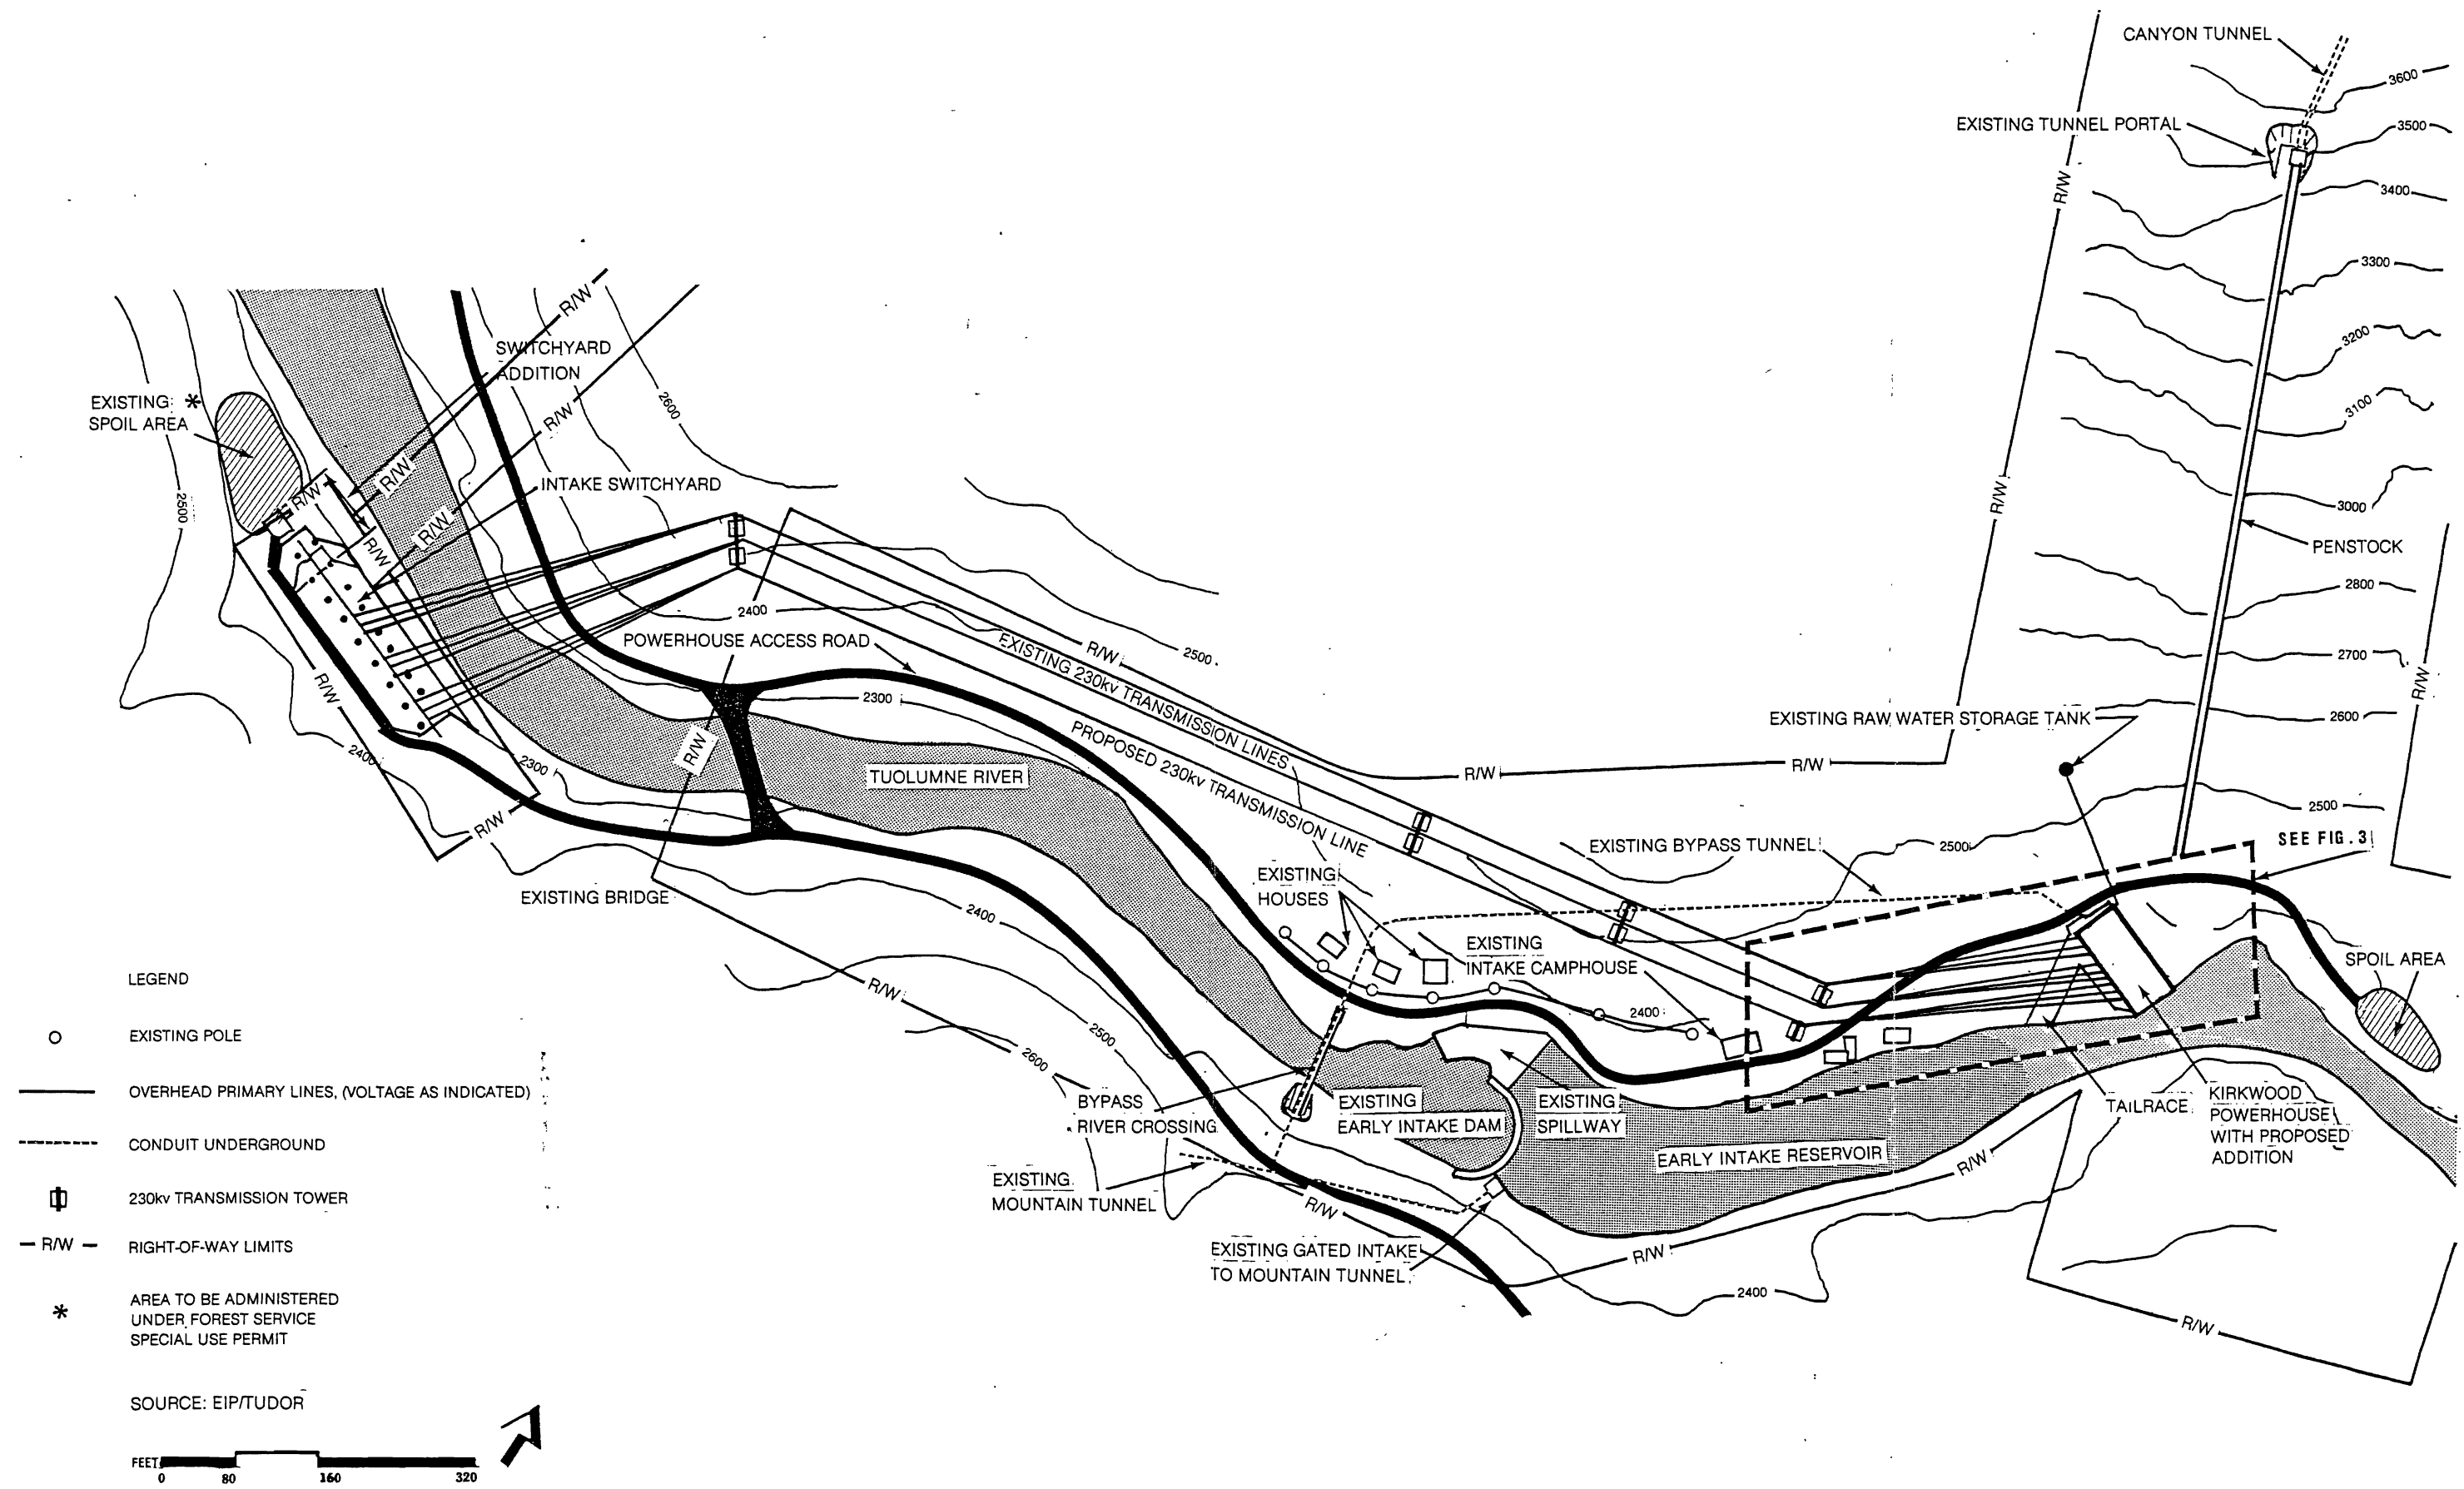 CANYON TUNNEL
3600
EXISTING TUNNEL PORTAL
3500
3400
R/W
3300
R/W
SWITCHYARD
ADDITION
3200
EXISTING *
SPOIL AREA
2600
R/W
3100
R/W
R/W
INTAKE SWITCHYARD
2500
R/W
R/W
3000
R/W
R/W
PENSTOCK
2800
2400
POWERHOUSE ACCESS ROAD
EXISTING 230kv TRANSMISSION LINES
R/W
2500
2700
R/W
R/W
2300
EXISTING RAW WATER STORAGE TANK
2600
PROPOSED 230kv TRANSMISSION LINE
R/W
2400
2300
TUOLUMNE RIVER
R/W
R/W
2500
R/W
EXISTING BYPASS TUNNEL
2500
SEE FIG. 3
EXISTING
HOUSES
EXISTING BRIDGE
2400
EXISTING
INTAKE CAMPHOUSE
SPOIL AREA
R/W
2400
2500
2600
BYPASS
RIVER CROSSING
EXISTING
EARLY INTAKE DAM
EXISTING
SPILLWAY
TAILRACE
KIRKWOOD
POWERHOUSE
WITH PROPOSED
ADDITION
EARLY INTAKE RESERVOIR
R/W
EXISTING
MOUNTAIN TUNNEL
R/W
EXISTING GATED INTAKE
TO MOUNTAIN TUNNEL
R/W
2400
R/W
LEGEND
EXISTING POLE
OVERHEAD PRIMARY LINES, (VOLTAGE AS INDICATED)
CONDUIT UNDERGROUND
230kv TRANSMISSION TOWER
— R/W — RIGHT-OF-WAY LIMITS
* AREA TO BE ADMINISTERED
UNDER FOREST SERVICE
SPECIAL USE PERMIT
SOURCE: EIP/TUDOR
FEET
0 80 160 320